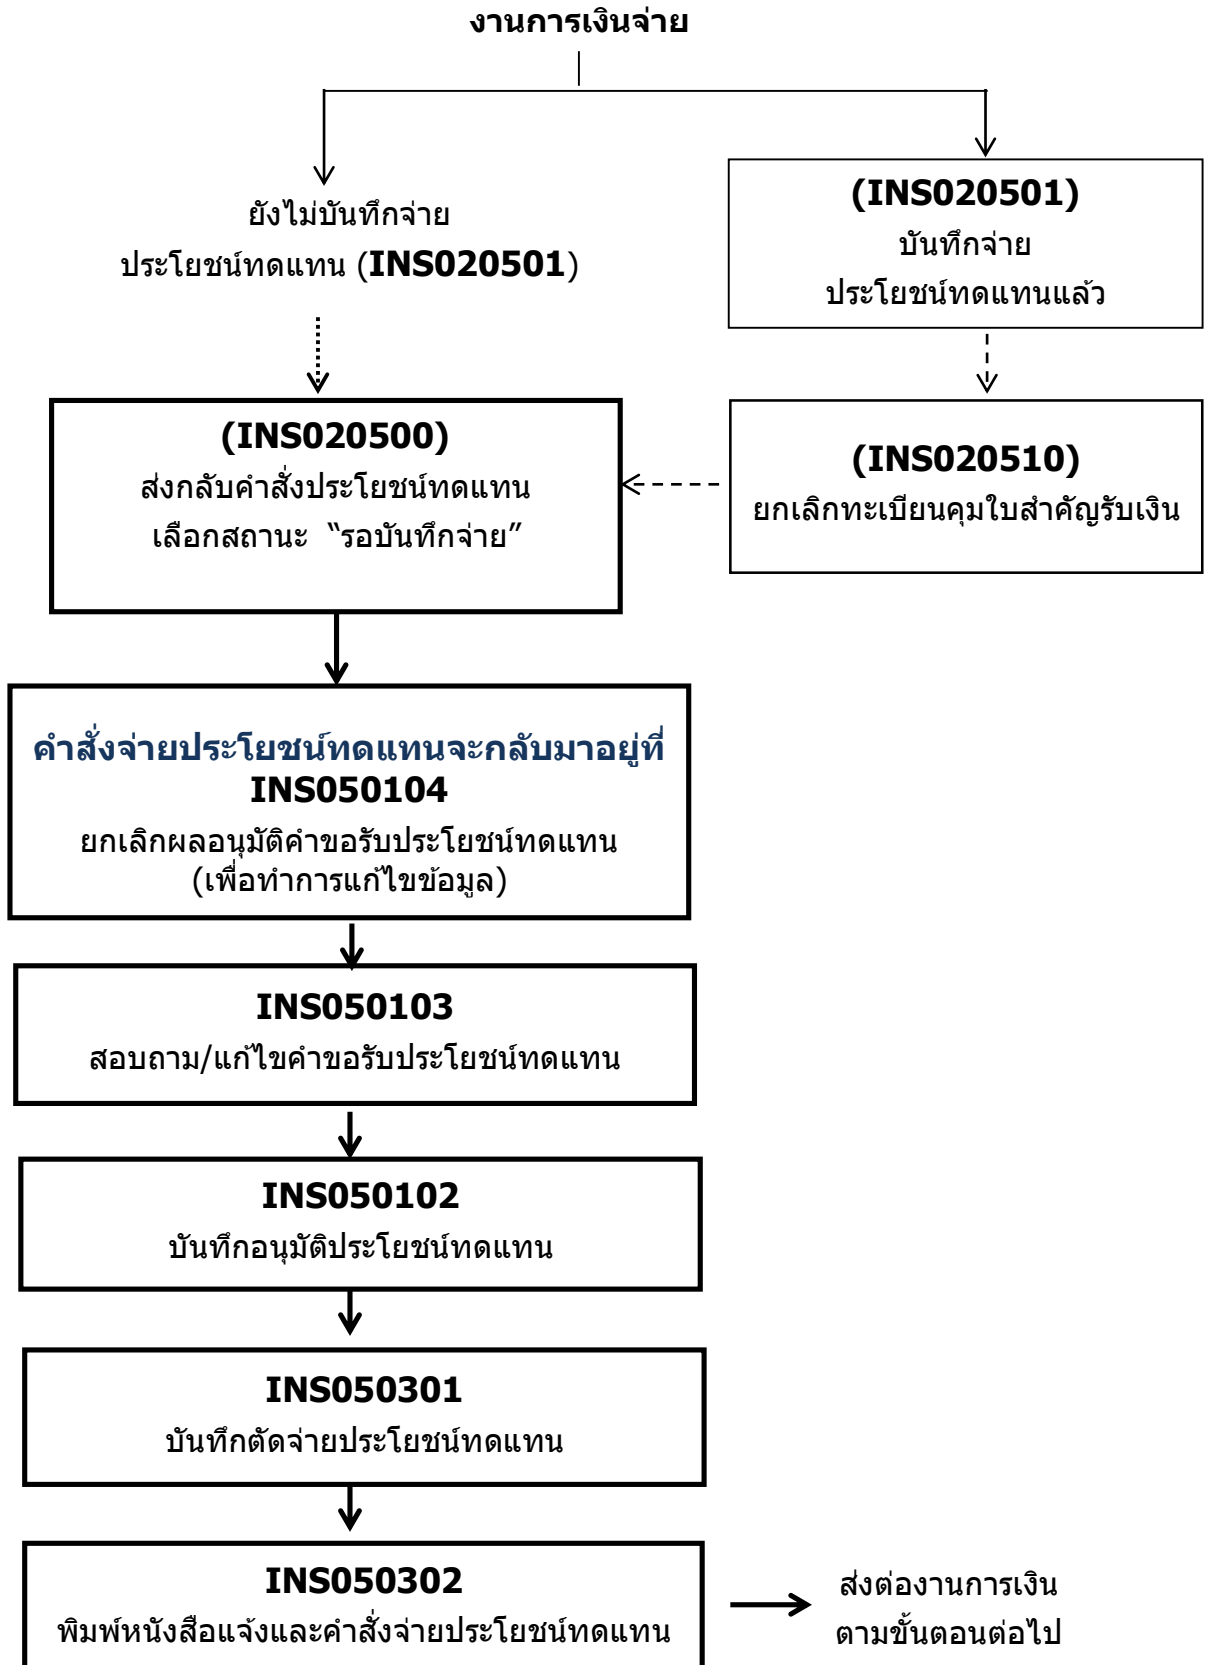 งานการเงินจ่าย
ยังไม่บันทึกจ่าย
ประโยชน์ทดแทน (INS020501)
(INS020501)
บันทึกจ่าย
ประโยชน์ทดแทนแล้ว
(INS020500)
ส่งกลับคำสั่งประโยชน์ทดแทน
เลือกสถานะ “รอบันทึกจ่าย”
(INS020510)
ยกเลิกทะเบียนคุมใบสำคัญรับเงิน
คำสั่งจ่ายประโยชน์ทดแทนจะกลับมาอยู่ที่
INS050104
ยกเลิกผลอนุมัติคำขอรับประโยชน์ทดแทน
(เพื่อทำการแก้ไขข้อมูล)
INS050103
สอบถาม/แก้ไขคำขอรับประโยชน์ทดแทน
INS050102
บันทึกอนุมัติประโยชน์ทดแทน
INS050301
บันทึกตัดจ่ายประโยชน์ทดแทน
INS050302
พิมพ์หนังสือแจ้งและคำสั่งจ่ายประโยชน์ทดแทน
ส่งต่องานการเงิน
ตามขั้นตอนต่อไป